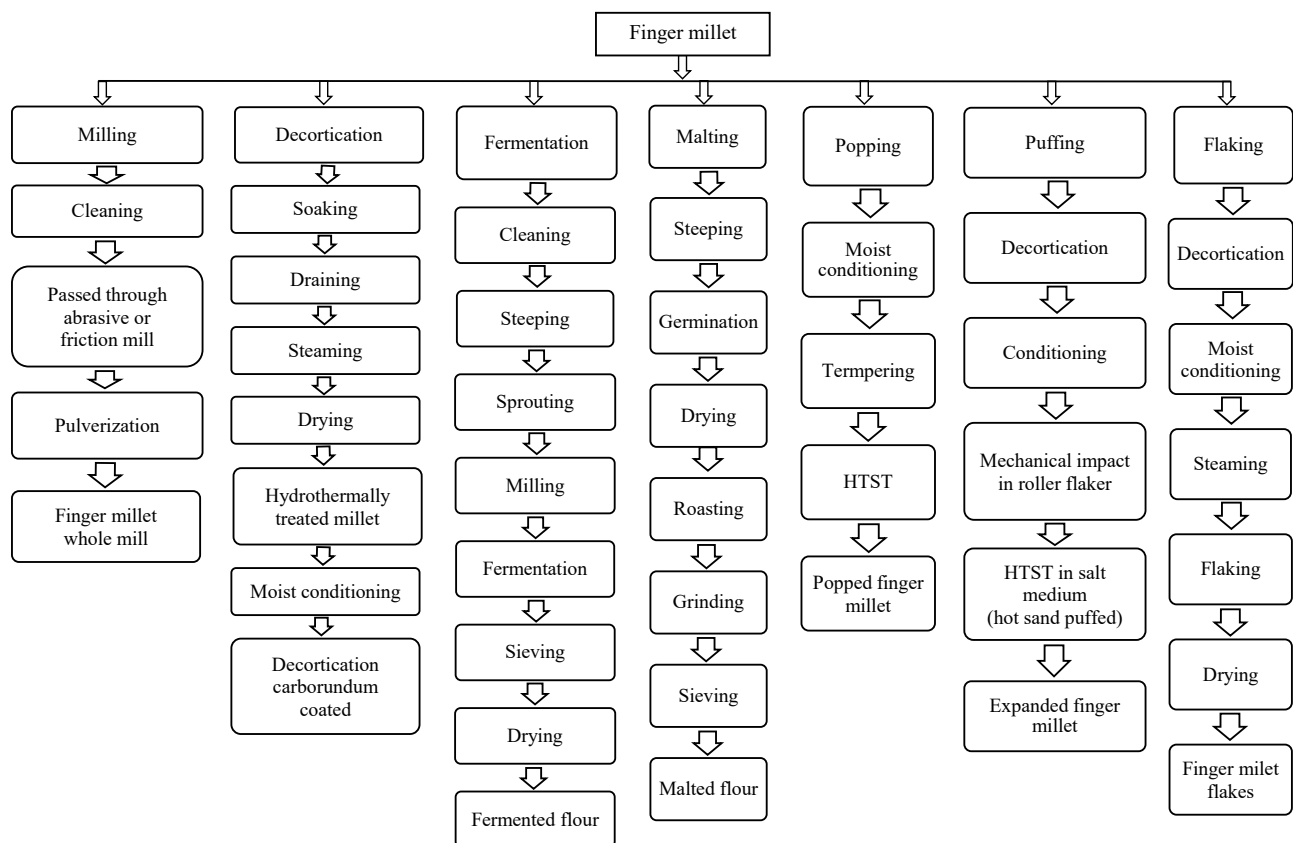 Finger millet
Milling
Cleaning
Passed through
abrasive or
friction mill
Pulverization
Finger millet
whole mill
Decortication
Soaking
Draining
Steaming
Drying
Hydrothermally
treated millet
Moist conditioning
Decortication
carborundum
coated
Fermentation
Cleaning
Steeping
Sprouting
Milling
Fermentation
Sieving
Drying
Fermented flour
Malting
Steeping
Germination
Drying
Roasting
Grinding
Sieving
Malted flour
Popping
Moist
conditioning
Termpering
HTST
Popped finger
millet
Puffing
Decortication
Conditioning
Mechanical impact
in roller flaker
HTST in salt
medium
(hot sand puffed)
Expanded finger
millet
Flaking
Decortication
Moist
conditioning
Steaming
Flaking
Drying
Finger milet
flakes